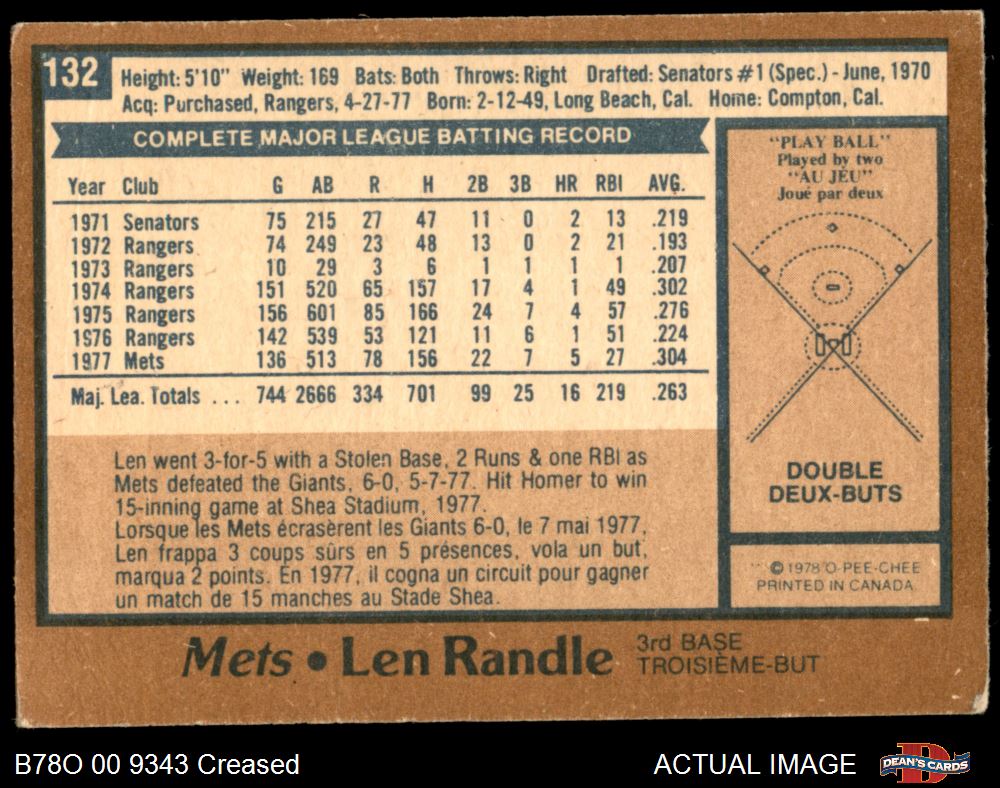 132
Height: 5'10" Weight: 169 Bats: Both Throws: Right Drafted: Senators #1 (Spec.) - June, 1970
Acq: Purchased, Rangers, 4-27-77 Born: 2-12-49, Long Beach, Cal. Home: Compton, Cal.
COMPLETE MAJOR LEAGUE BATTING RECORD
Year Club G AB R H 2B 3B HR RBI AVG.
1971 Senators 75 215 27 47 11 0 2 13 .219
1972 Rangers 74 249 23 48 13 0 2 21 .193
1973 Rangers 10 29 3 6 1 1 1 1 .207
1974 Rangers 151 520 65 157 17 4 1 49 .302
1975 Rangers 156 601 85 166 24 7 4 57 .276
1976 Rangers 142 539 53 121 11 6 1 51 .224
1977 Mets 136 513 78 156 22 7 5 27 .304
Maj. Lea. Totals ... 744 2666 334 701 99 25 16 219 .263
Len went 3-for-5 with a Stolen Base, 2 Runs & one RBI as
Mets defeated the Giants, 6-0, 5-7-77. Hit Homer to win
15-inning game at Shea Stadium, 1977.
Lorsque les Mets écrasèrent les Giants 6-0, le 7 mai 1977,
Len frappa 3 coups sûrs en 5 présences, vola un but,
marqua 2 points. En 1977, il cogna un circuit pour gagner
un match de 15 manches au Stade Shea.
"PLAY BALL"
Played by two
"AU JEU"
Joué par deux
DOUBLE
DEUX-BUTS
© 1978 O-PEE-CHEE
PRINTED IN CANADA
Mets • Len Randle
3rd BASE
TROISIÈME-BUT
B78O 00 9343 Creased
ACTUAL IMAGE
DEAN'S CARDS